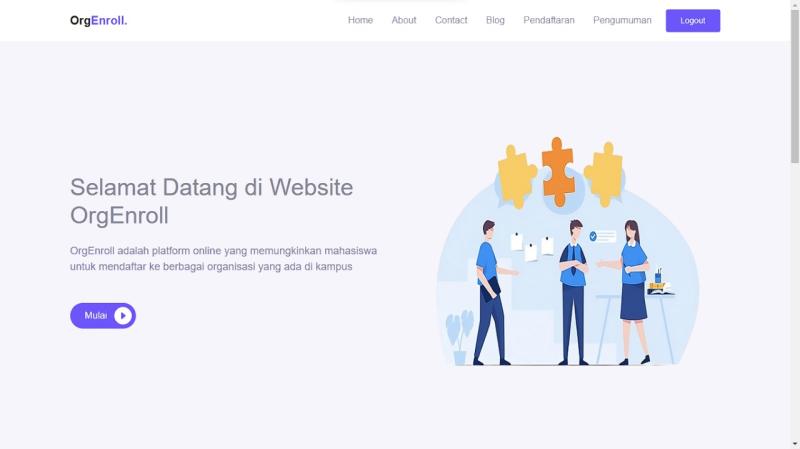 OrgEnroll.
Home About Contact Blog Pendaftaran Pengumuman Logout
Selamat Datang di Website
OrgEnroll
OrgEnroll adalah platform online yang memungkinkan mahasiswa
untuk mendaftar ke berbagai organisasi yang ada di kampus
Mulai